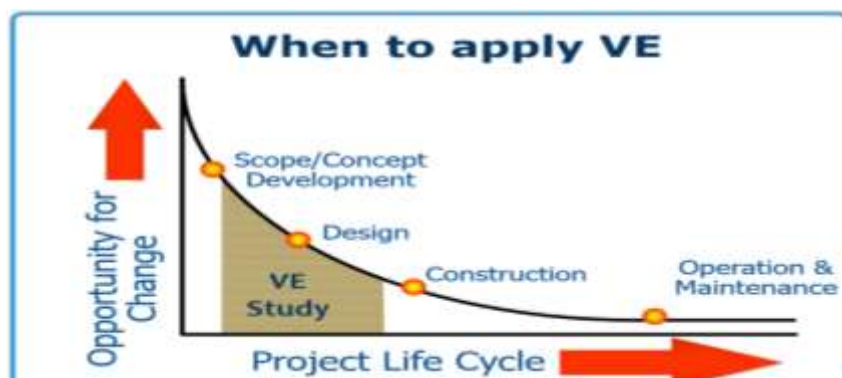 When to apply VE
Scope/Concept
Development
Design
Construction
Operation &
Maintenance
VE
Study
Opportunity for
Change
Project Life Cycle